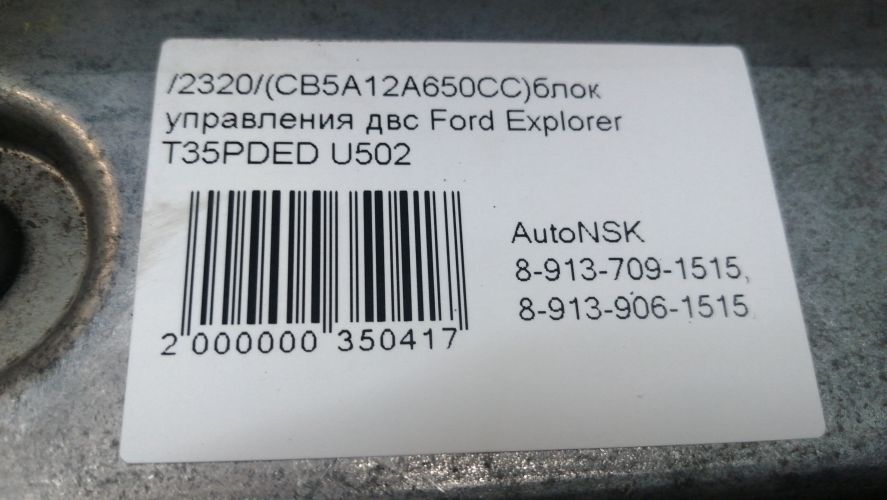 /2320/(CB5A12A650CC)блок
управления двс Ford Explorer
T35PDED U502
AutoNSK
8-913-709-1515,
8-913-906-1515
2 000000 350417